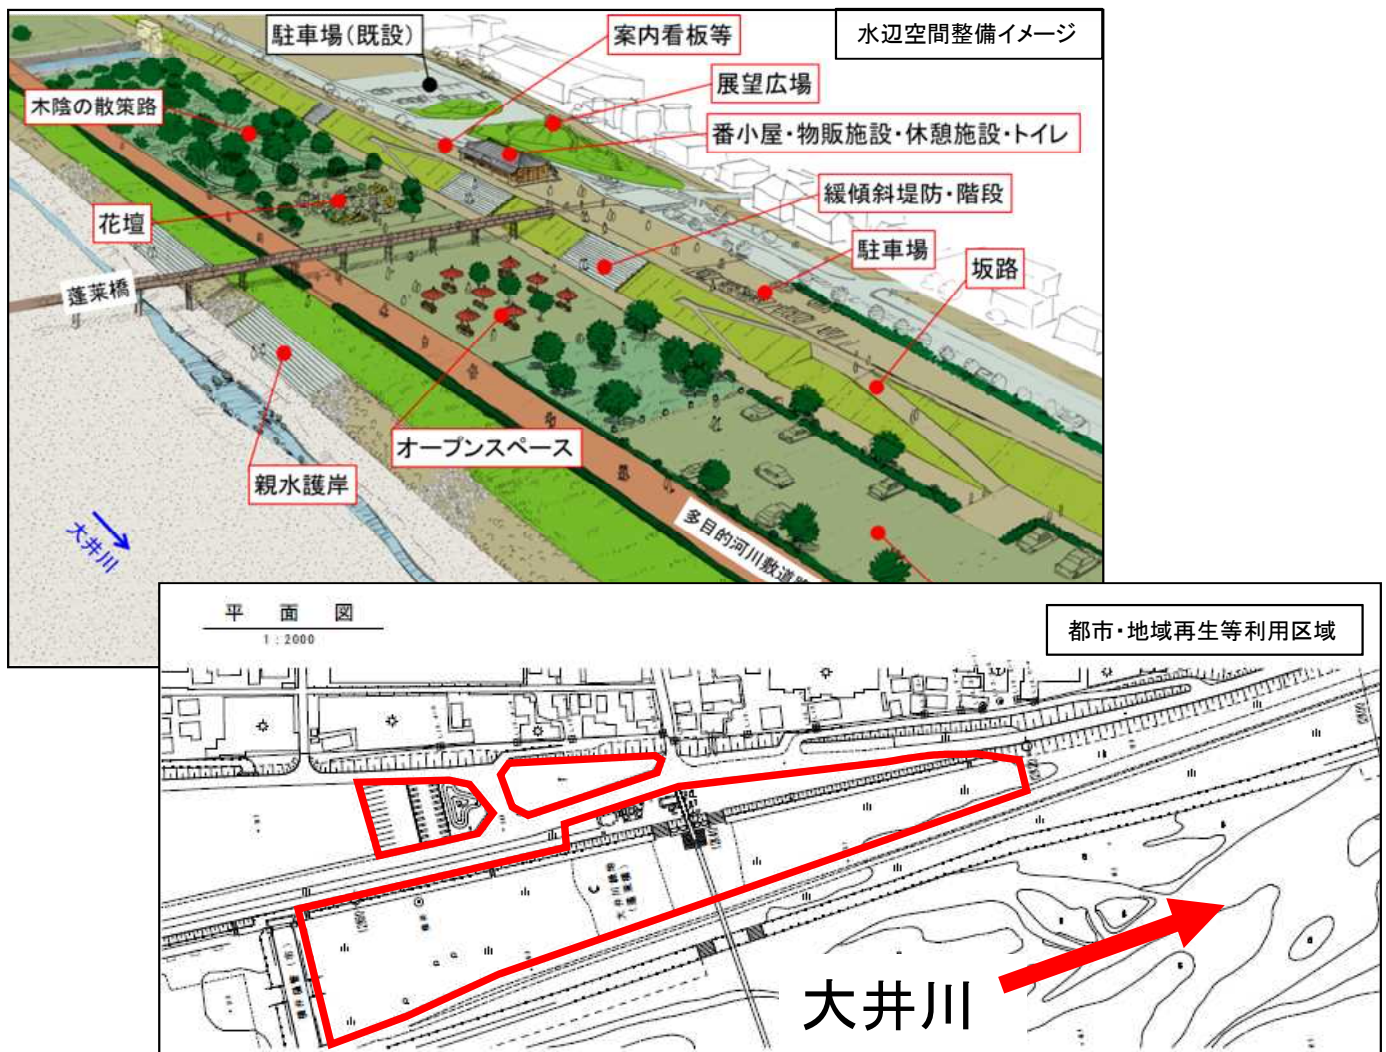 水辺空間整備イメージ
駐車場(既設)
案内看板等
展望広場
木陰の散策路
番小屋・物販施設・休憩施設・トイレ
緩傾斜堤防・階段
花壇
駐車場
坂路
蓬莱橋
オープンスペース
親水護岸
大井川
多目的河川敷道路
平面図
1:2000
都市・地域再生等利用区域
大井川